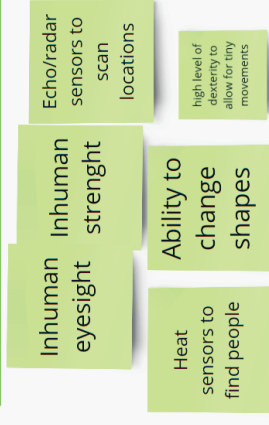 Echo/radar
sensors to
scan
locations
high level of
dexterity to
allow for tiny
movements
Inhuman
strenght
Ability to
change
shapes
Inhuman
eyesight
Heat
sensors to
find people